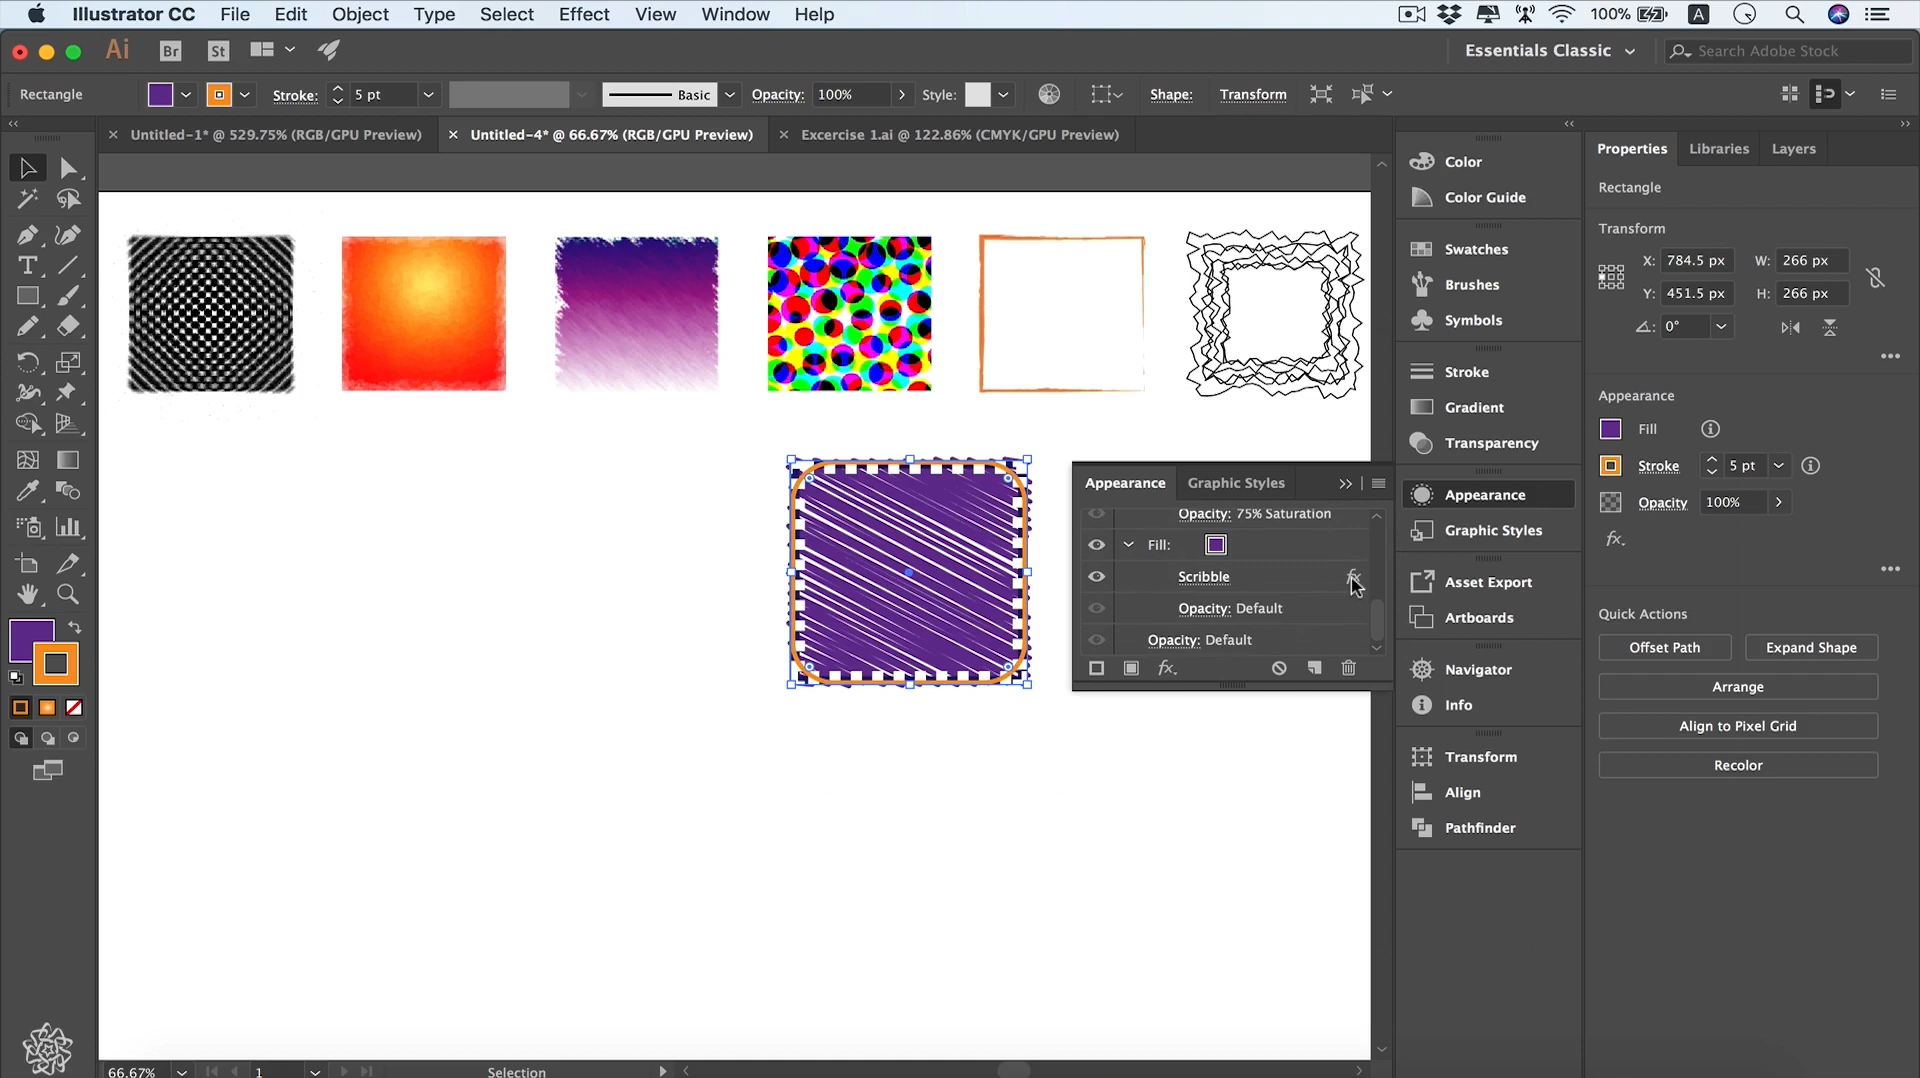 Illustrator CC File Edit Object Type Select Effect View Window Help 100% A
Ai Br St Essentials Classic Search Adobe Stock
Rectangle Stroke: 5 pt Basic Opacity: 100% Style: Shape: Transform
Untitled-1* @ 529.75% (RGB/GPU Preview) Untitled-4* @ 66.67% (RGB/GPU Preview) Excercise 1.ai @ 122.86% (CMYK/GPU Preview)
Color
Color Guide
Swatches
Brushes
Symbols
Stroke
Gradient
Transparency
Appearance
Graphic Styles
Asset Export
Artboards
Navigator
Info
Transform
Align
Pathfinder
Properties Libraries Layers
Rectangle
Transform
X: 784.5 px W: 266 px
Y: 451.5 px H: 266 px
0°
Appearance
Fill
Stroke 5 pt
Opacity 100%
fx.
Quick Actions
Offset Path Expand Shape
Arrange
Align to Pixel Grid
Recolor
Appearance Graphic Styles
Opacity: 75% Saturation
Fill:
Scribble fx
Opacity: Default
Opacity: Default
fx.
66.67% 1 Selection